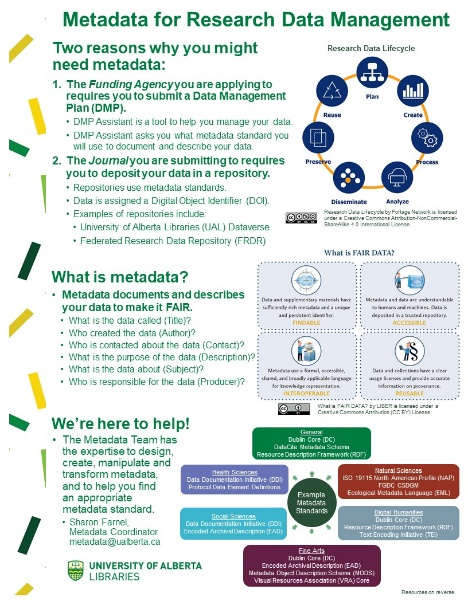 Metadata for Research Data Management
Two reasons why you might
need metadata:
1. The Funding Agency you are applying to
requires you to submit a Data Management
Plan (DMP).
• DMP Assistant is a tool to help you manage your data.
• DMP Assistant asks you what metadata standard you
will use to document and describe your data.
2. The Journal you are submitting to requires
you to deposit your data in a repository.
• Repositories use metadata standards.
• Data is assigned a Digital Object Identifier (DOI).
• Examples of repositories include:
• University of Alberta Libraries (UAL) Dataverse
• Federated Research Data Repository (FRDR)
Research Data Lifecycle
Plan
Create
Process
Analyze
Disseminate
Preserve
Reuse
Research Data Lifecycle by Portage Network is licensed
under a Creative Commons Attribution-NonCommercial-
ShareAlike 4.0 International License
What is metadata?
• Metadata documents and describes
your data to make it FAIR.
• What is the data called (Title)?
• Who created the data (Author)?
• Who is contacted about the data (Contact)?
• What is the purpose of the data (Description)?
• What is the data about (Subject)?
• Who is responsible for the data (Producer)?
What is FAIR DATA?
Data and supplementary materials have
sufficiently rich metadata and a unique
and persistent identifier.
FINDABLE
Metadata and data are understandable
to humans and machines. Data is
deposited in a trusted repository.
ACCESSIBLE
Metadata use a formal, accessible,
shared, and broadly applicable language
for knowledge representation.
INTEROPERABLE
Data and collections have a clear
usage licenses and provide accurate
information on provenance.
REUSABLE
What is FAIR DATA? by LIBER is licensed under a
Creative Commons Attribution (CC BY) License
We're here to help!
• The Metadata Team has
the expertise to design,
create, manipulate and
transform metadata,
and to help you find
an appropriate
metadata standard.
• Sharon Farnel,
Metadata Coordinator
metadata@ualberta.ca
General
Dublin Core (DC)
DataCite Metadata Schema
Resource Description Framework (RDF)
Health Sciences
Data Documentation Initiative (DDI)
Protocol Data Element Definitions
Natural Sciences
ISO 19115 North American Profile (NAP)
FGDC CSDGM
Ecological Metadata Language (EML)
Example
Metadata
Standards
Social Sciences
Data Documentation Initiative (DDI)
Encoded Archival Description (EAD)
Digital Humanities
Dublin Core (DC)
Resource Description Framework (RDF)
Text Encoding Initiative (TEI)
Fine Arts
Dublin Core (DC)
Encoded Archival Description (EAD)
Metadata Object Description Schema (MODS)
Visual Resources Association (VRA) Core
UNIVERSITY OF ALBERTA
LIBRARIES
Resources on reverse